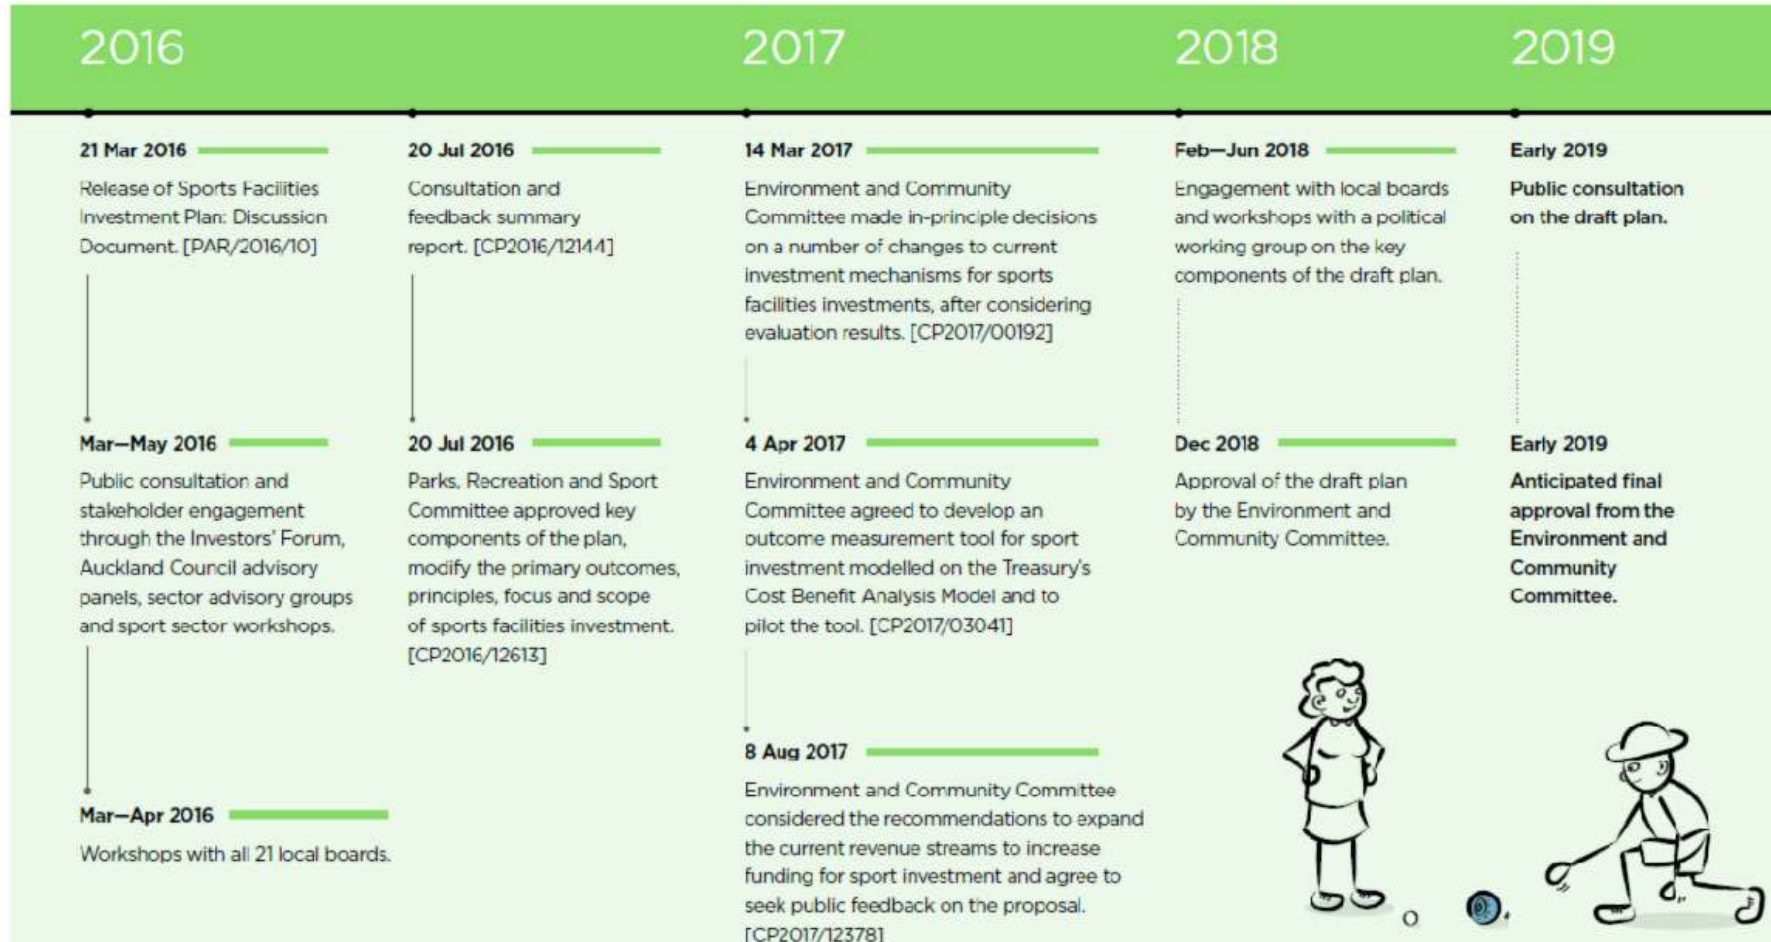 2016
2017
2018
2019
21 Mar 2016
Release of Sports Facilities
Investment Plan: Discussion
Document. [PAR/2016/10]
Mar—May 2016
Public consultation and
stakeholder engagement
through the Investors' Forum,
Auckland Council advisory
panels, sector advisory groups
and sport sector workshops.
Mar—Apr 2016
Workshops with all 21 local boards.
20 Jul 2016
Consultation and
feedback summary
report. [CP2016/12144]
20 Jul 2016
Parks, Recreation and Sport
Committee approved key
components of the plan,
modify the primary outcomes,
principles, focus and scope
of sports facilities investment.
[CP2016/12613]
14 Mar 2017
Environment and Community
Committee made in-principle decisions
on a number of changes to current
investment mechanisms for sports
facilities investments, after considering
evaluation results. [CP2017/00192]
4 Apr 2017
Environment and Community
Committee agreed to develop an
outcome measurement tool for sport
investment modelled on the Treasury's
Cost Benefit Analysis Model and to
pilot the tool. [CP2017/03041]
8 Aug 2017
Environment and Community Committee
considered the recommendations to expand
the current revenue streams to increase
funding for sport investment and agree to
seek public feedback on the proposal.
[CP2017/12378]
Feb—Jun 2018
Engagement with local boards
and workshops with a political
working group on the key
components of the draft plan.
Dec 2018
Approval of the draft plan
by the Environment and
Community Committee.
Early 2019
Public consultation
on the draft plan.
Early 2019
Anticipated final
approval from the
Environment and
Community
Committee.